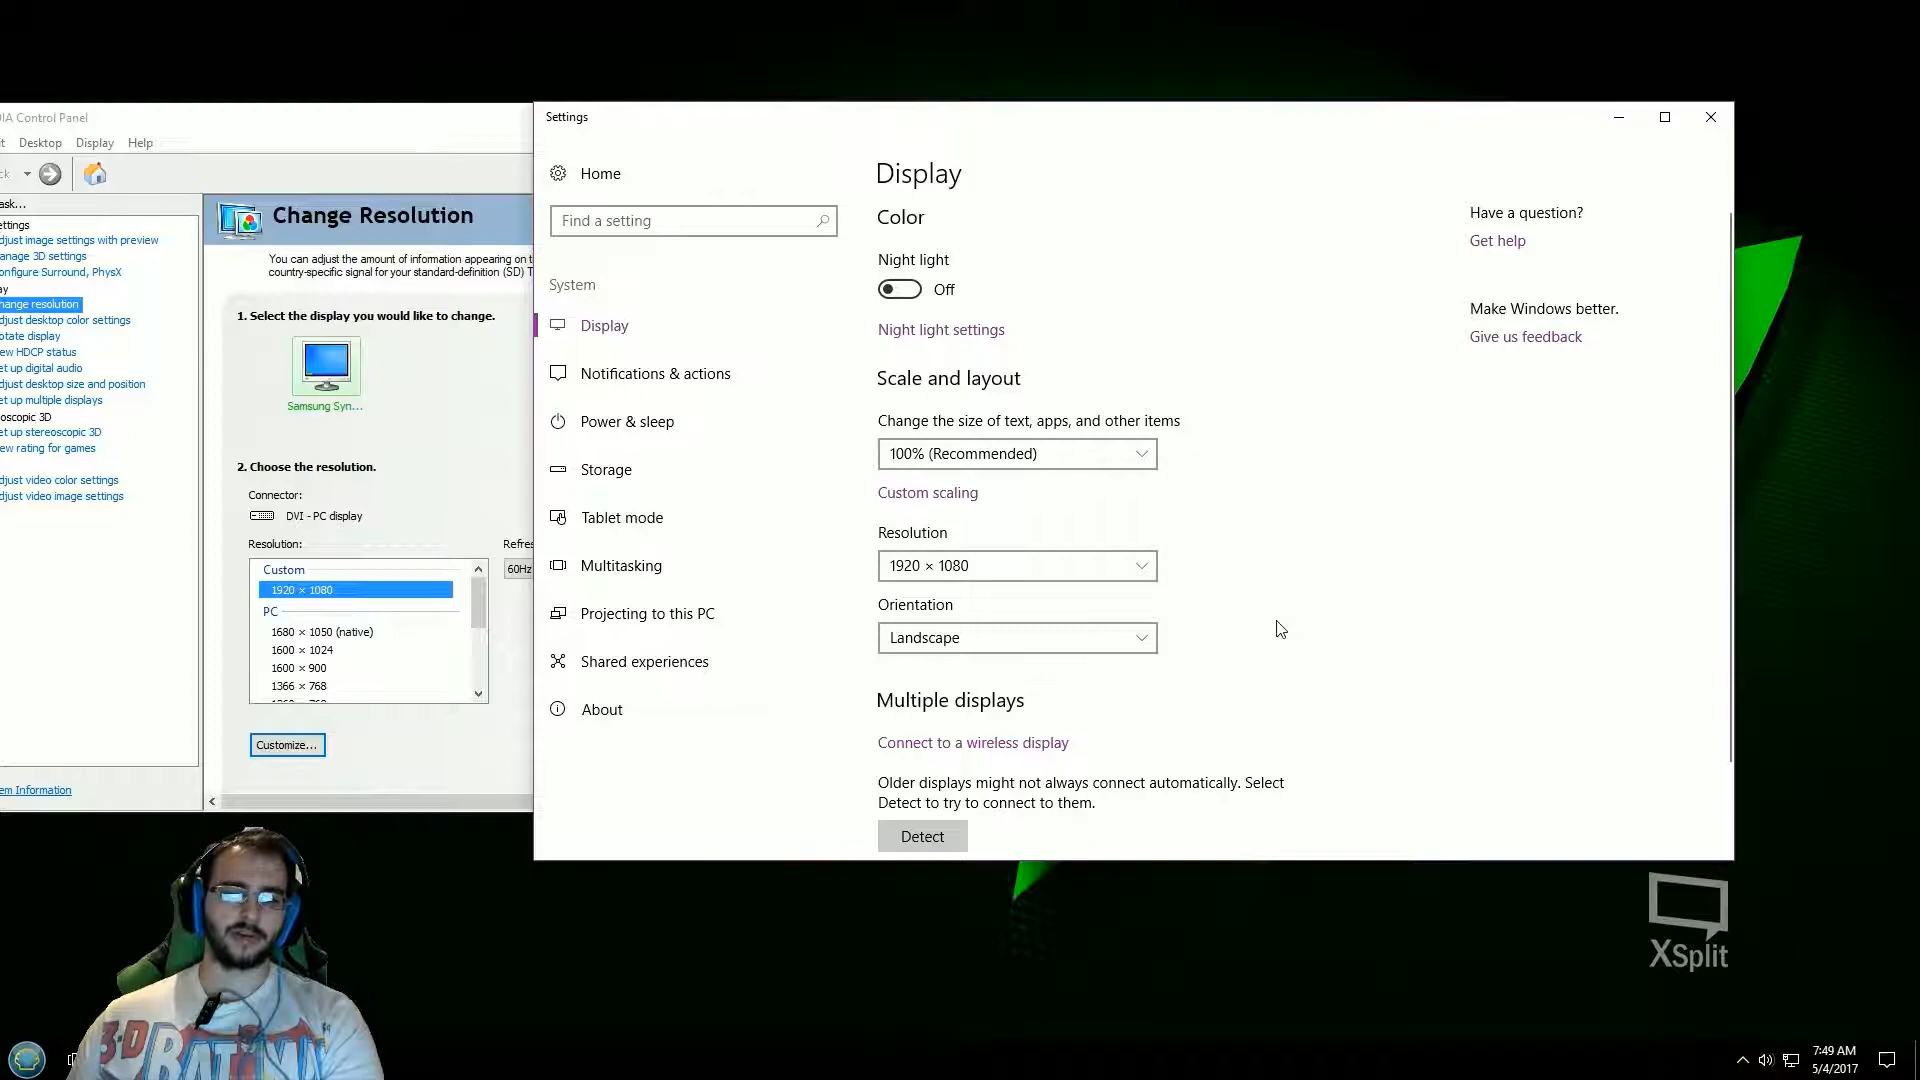 IA Control Panel
Desktop
Display
Help
ask...
ettings
djust image settings with preview
anage 3D settings
onfigure Surround, PhysX
ay
hange resolution
djust desktop color settings
otate display
ew HDCP status
et up digital audio
djust desktop size and position
et up multiple displays
oscopic 3D
et up stereoscopic 3D
ew rating for games
djust video color settings
djust video image settings
em Information
Change Resolution
You can adjust the amount of information appearing on t
country-specific signal for your standard-definition (SD) T
1. Select the display you would like to change.
Samsung Syn...
2. Choose the resolution.
Connector:
DVI - PC display
Resolution:
Refres
Custom
1920 × 1080
60Hz
PC
1680 × 1050 (native)
1600 × 1024
1600 × 900
1366 × 768
Customize...
Settings
Home
Find a setting
System
Display
Notifications & actions
Power & sleep
Storage
Tablet mode
Multitasking
Projecting to this PC
Shared experiences
About
Display
Color
Night light
Off
Night light settings
Scale and layout
Change the size of text, apps, and other items
100% (Recommended)
Custom scaling
Resolution
1920 × 1080
Orientation
Landscape
Multiple displays
Connect to a wireless display
Older displays might not always connect automatically. Select
Detect to try to connect to them.
Detect
Have a question?
Get help
Make Windows better.
Give us feedback
XSplit
3-D
BATMA
7:49 AM
5/4/2017